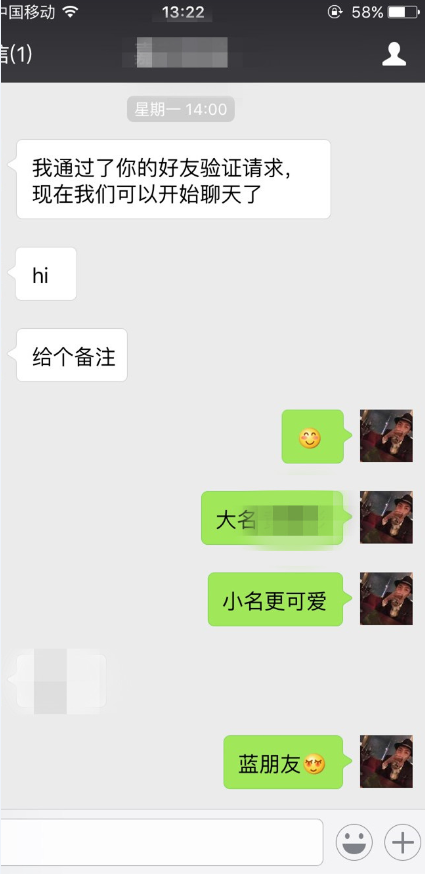 中国移动 13:22 58%
信(1)
星期一 14:00
我通过了你的好友验证请求，
现在我们可以开始聊天了
hi
给个备注
大名
小名更可爱
蓝朋友